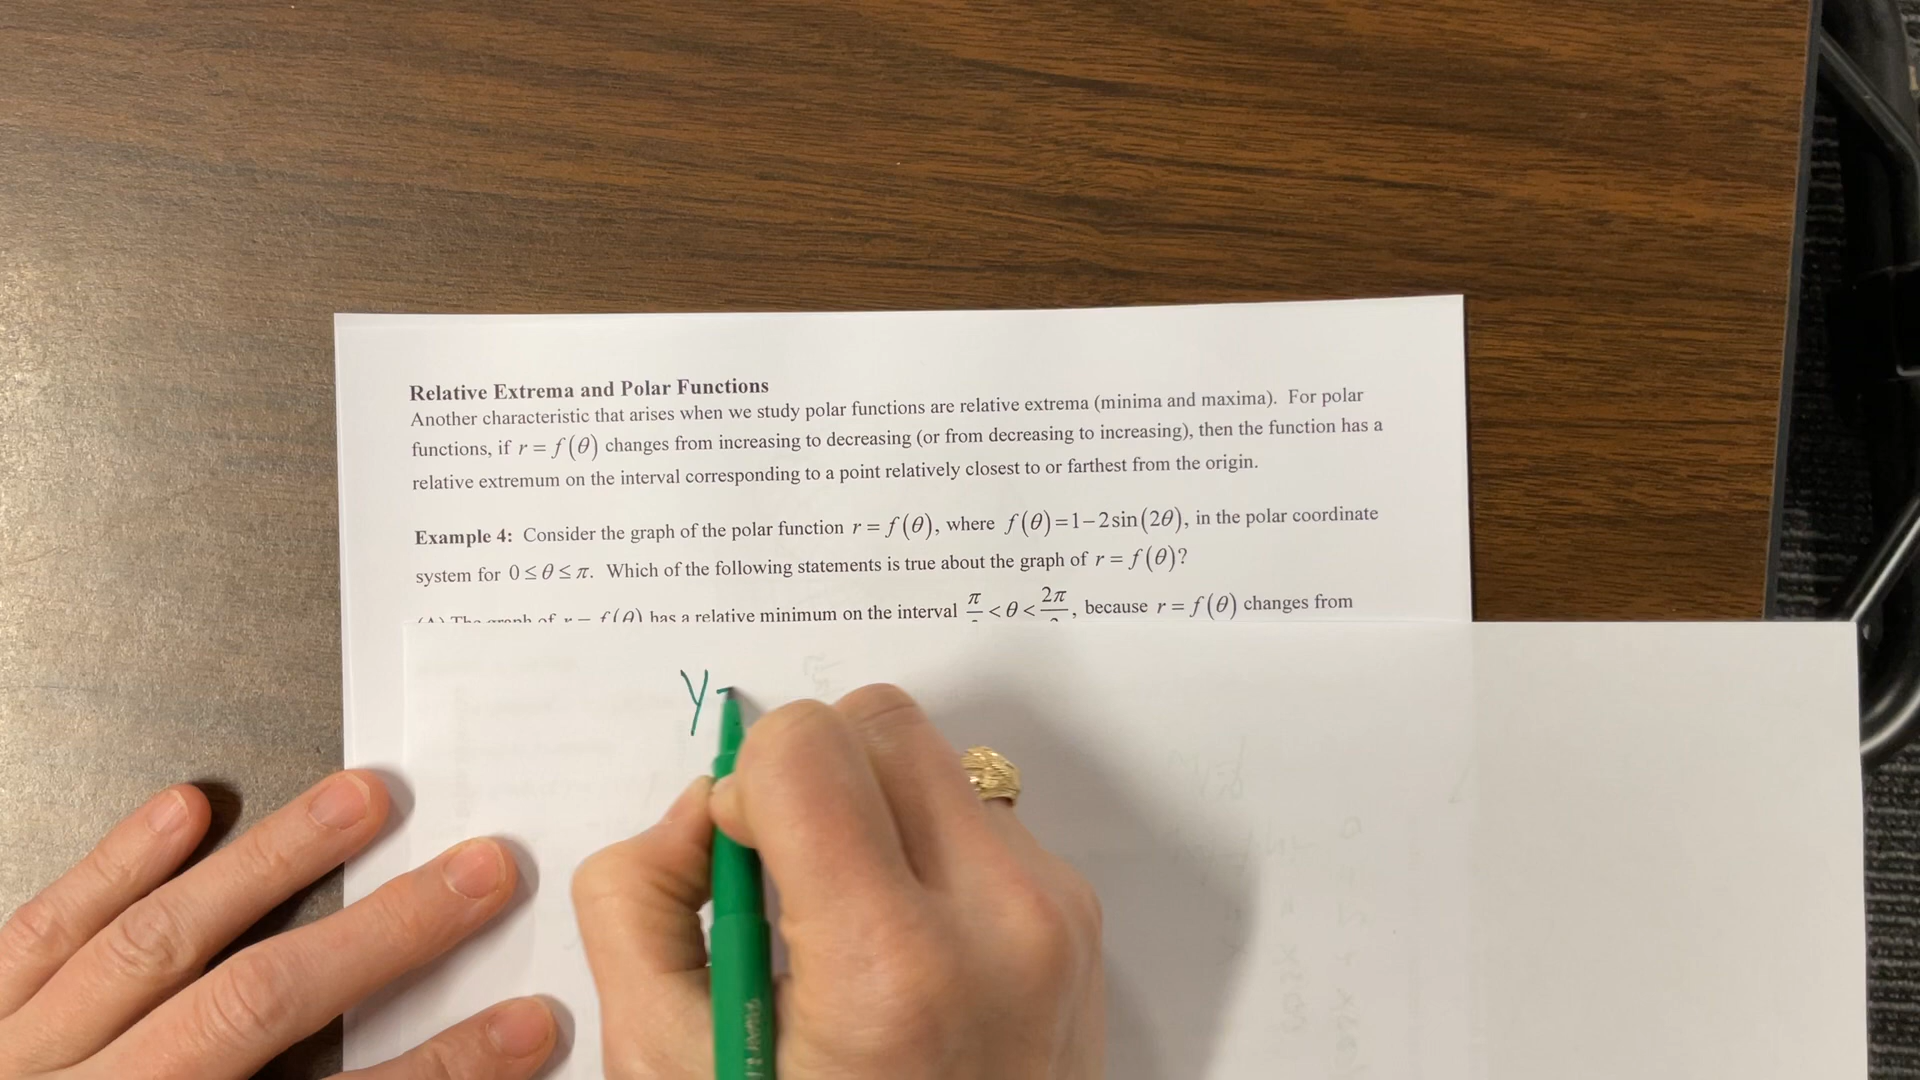 Relative Extrema and Polar Functions
Another characteristic that arises when we study polar functions are relative extrema (minima and maxima). For polar
functions, if r = f(θ) changes from increasing to decreasing (or from decreasing to increasing), then the function has a
relative extremum on the interval corresponding to a point relatively closest to or farthest from the origin.
Example 4: Consider the graph of the polar function r = f(θ), where f(θ)=1−2sin(2θ), in the polar coordinate
system for 0≤θ≤π. Which of the following statements is true about the graph of r = f(θ)?
(A) The graph of r = f(θ) has a relative minimum on the interval π/ <θ< 2π/ , because r = f(θ) changes from
y